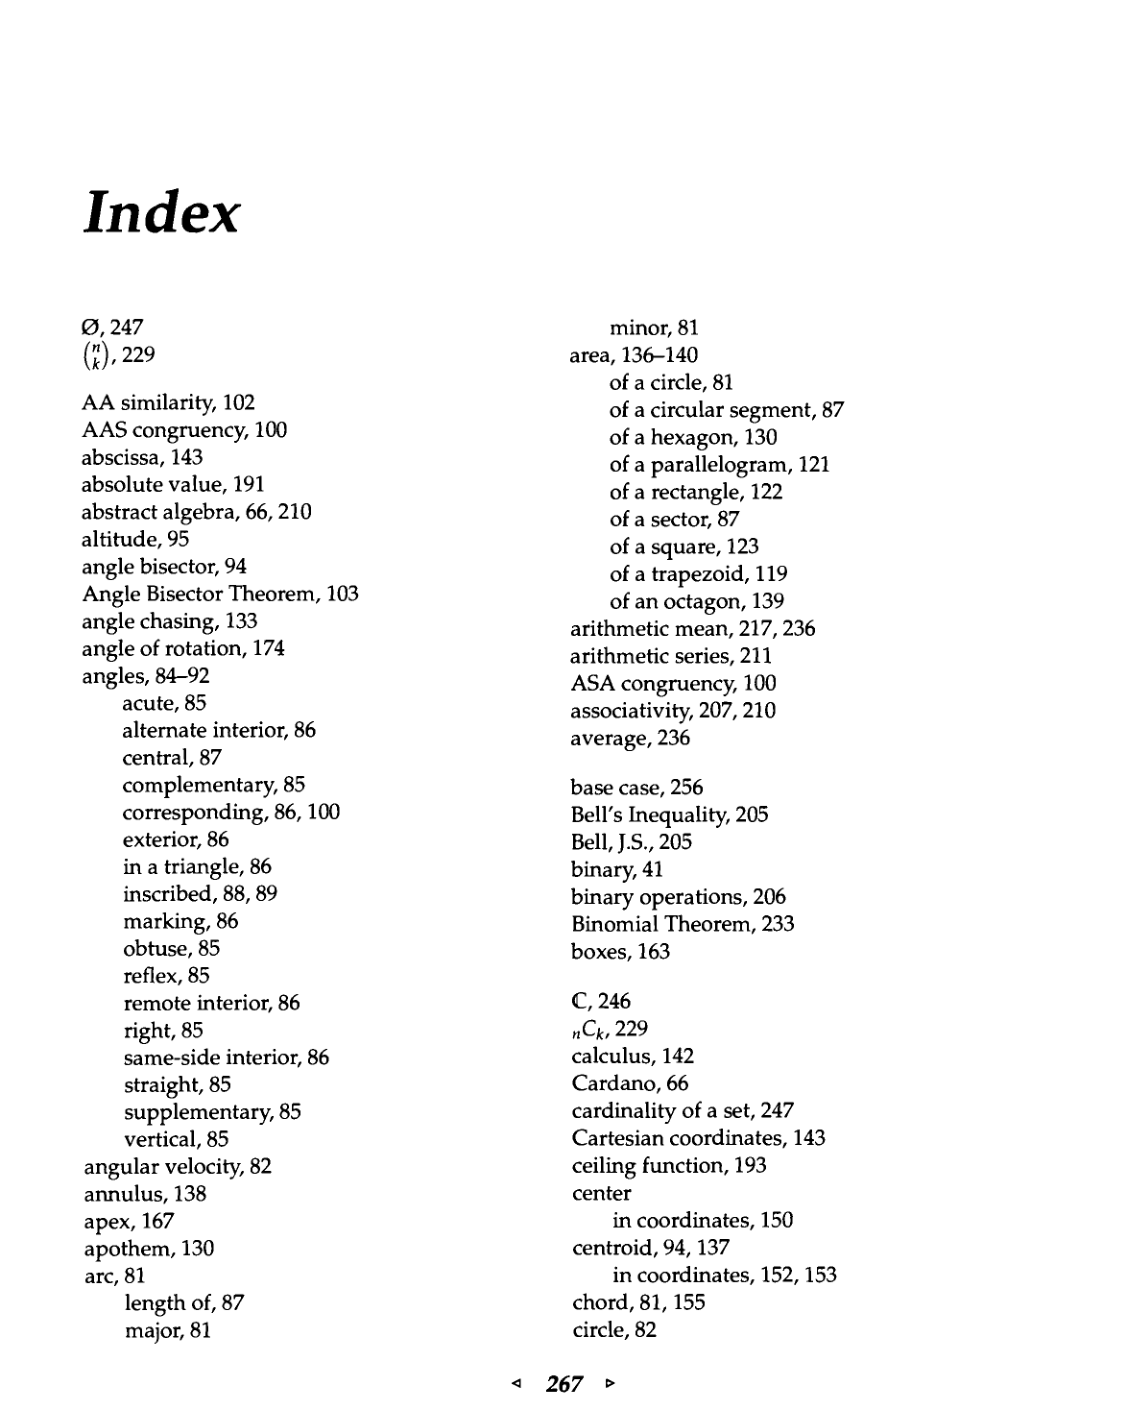 Index
Ø, 247
(n k), 229
AA similarity, 102
AAS congruency, 100
abscissa, 143
absolute value, 191
abstract algebra, 66, 210
altitude, 95
angle bisector, 94
Angle Bisector Theorem, 103
angle chasing, 133
angle of rotation, 174
angles, 84–92
acute, 85
alternate interior, 86
central, 87
complementary, 85
corresponding, 86, 100
exterior, 86
in a triangle, 86
inscribed, 88, 89
marking, 86
obtuse, 85
reflex, 85
remote interior, 86
right, 85
same-side interior, 86
straight, 85
supplementary, 85
vertical, 85
angular velocity, 82
annulus, 138
apex, 167
apothem, 130
arc, 81
length of, 87
major, 81
minor, 81
area, 136–140
of a circle, 81
of a circular segment, 87
of a hexagon, 130
of a parallelogram, 121
of a rectangle, 122
of a sector, 87
of a square, 123
of a trapezoid, 119
of an octagon, 139
arithmetic mean, 217, 236
arithmetic series, 211
ASA congruency, 100
associativity, 207, 210
average, 236
base case, 256
Bell's Inequality, 205
Bell, J.S., 205
binary, 41
binary operations, 206
Binomial Theorem, 233
boxes, 163
ℂ, 246
nCk, 229
calculus, 142
Cardano, 66
cardinality of a set, 247
Cartesian coordinates, 143
ceiling function, 193
center
in coordinates, 150
centroid, 94, 137
in coordinates, 152, 153
chord, 81, 155
circle, 82
◃ 267 ▹